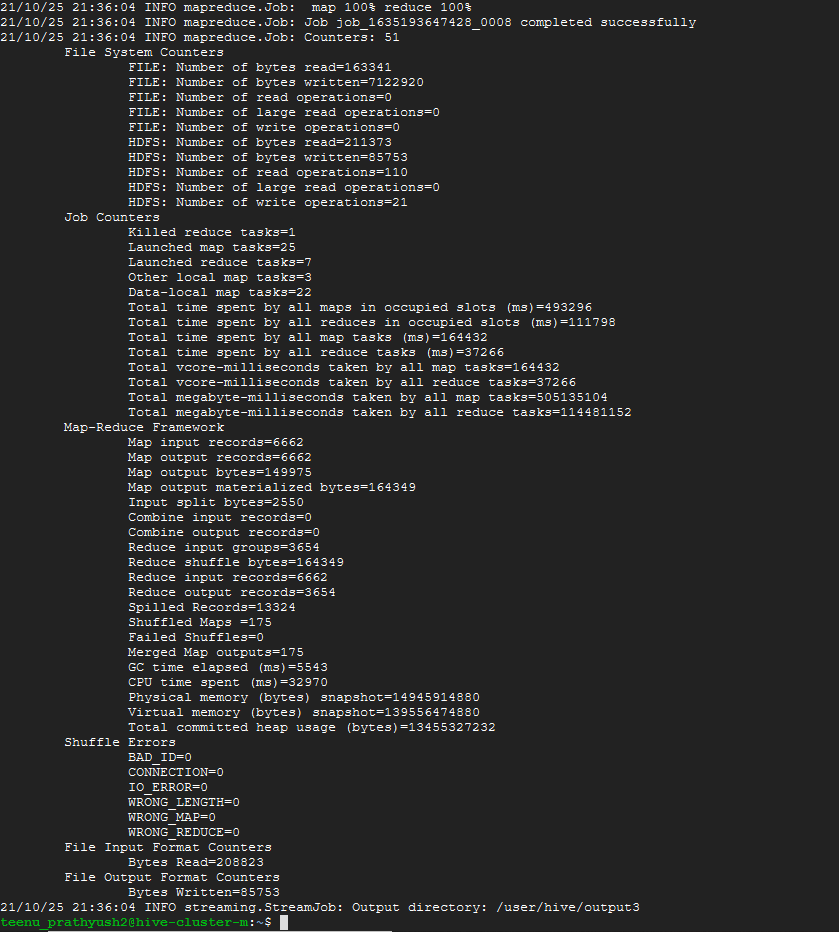 21/10/25 21:36:04 INFO mapreduce.Job:  map 100% reduce 100%
21/10/25 21:36:04 INFO mapreduce.Job: Job job_1635193647428_0008 completed successfully
21/10/25 21:36:04 INFO mapreduce.Job: Counters: 51
File System Counters
FILE: Number of bytes read=163341
FILE: Number of bytes written=7122920
FILE: Number of read operations=0
FILE: Number of large read operations=0
FILE: Number of write operations=0
HDFS: Number of bytes read=211373
HDFS: Number of bytes written=85753
HDFS: Number of read operations=110
HDFS: Number of large read operations=0
HDFS: Number of write operations=21
Job Counters
Killed reduce tasks=1
Launched map tasks=25
Launched reduce tasks=7
Other local map tasks=3
Data-local map tasks=22
Total time spent by all maps in occupied slots (ms)=493296
Total time spent by all reduces in occupied slots (ms)=111798
Total time spent by all map tasks (ms)=164432
Total time spent by all reduce tasks (ms)=37266
Total vcore-milliseconds taken by all map tasks=164432
Total vcore-milliseconds taken by all reduce tasks=37266
Total megabyte-milliseconds taken by all map tasks=505135104
Total megabyte-milliseconds taken by all reduce tasks=114481152
Map-Reduce Framework
Map input records=6662
Map output records=6662
Map output bytes=149975
Map output materialized bytes=164349
Input split bytes=2550
Combine input records=0
Combine output records=0
Reduce input groups=3654
Reduce shuffle bytes=164349
Reduce input records=6662
Reduce output records=3654
Spilled Records=13324
Shuffled Maps =175
Failed Shuffles=0
Merged Map outputs=175
GC time elapsed (ms)=5543
CPU time spent (ms)=32970
Physical memory (bytes) snapshot=14945914880
Virtual memory (bytes) snapshot=139556474880
Total committed heap usage (bytes)=13455327232
Shuffle Errors
BAD_ID=0
CONNECTION=0
IO_ERROR=0
WRONG_LENGTH=0
WRONG_MAP=0
WRONG_REDUCE=0
File Input Format Counters
Bytes Read=208823
File Output Format Counters
Bytes Written=85753
21/10/25 21:36:04 INFO streaming.StreamJob: Output directory: /user/hive/output3
teenu_prathyush2@hive-cluster-m:~$